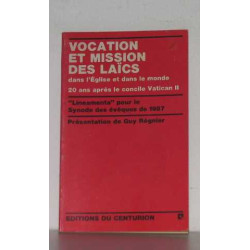 VOCATION
ET MISSION
DES LAÏCS
dans l'Église et dans le monde
20 ans après le concile Vatican II
"Lineamenta" pour le
Synode des évêques de 1987
Présentation de Guy Régnier
EDITIONS DU CENTURION